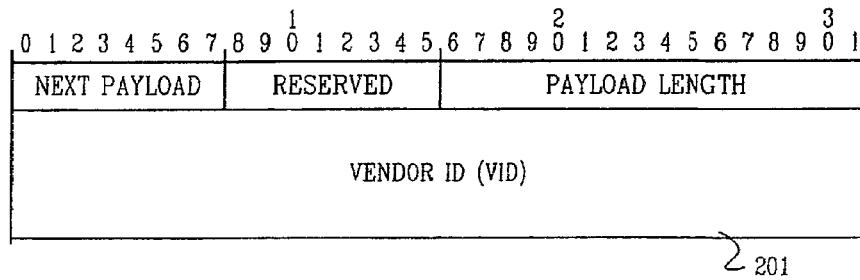 1 2 3
0 1 2 3 4 5 6 7 8 9 0 1 2 3 4 5 6 7 8 9 0 1 2 3 4 5 6 7 8 9 0 1
NEXT PAYLOAD RESERVED PAYLOAD LENGTH
VENDOR ID (VID)
201